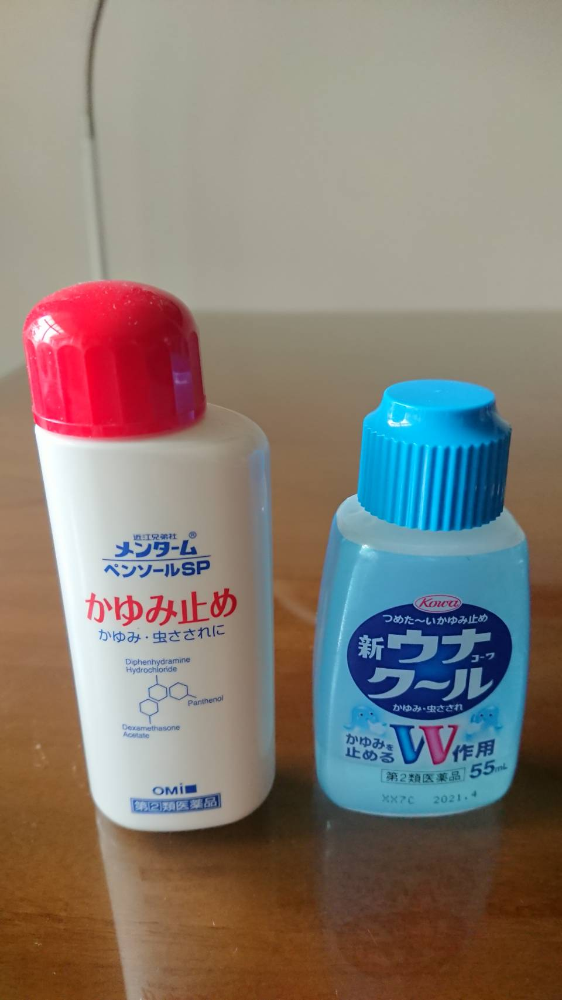 近江兄弟社
メンターム®
ペンソールSP
かゆみ止め
かゆみ・虫さされに
Diphenhydramine
Hydrochloride
Panthenol
Dexamethasone
Acetate
OMi
第②類医薬品
Kowa
つめた〜いかゆみ止め
新ウナ
コーワ
クール
かゆみ・虫さされ
かゆみを
止める
W作用
第2類医薬品 55mL
XX7C 2021.4